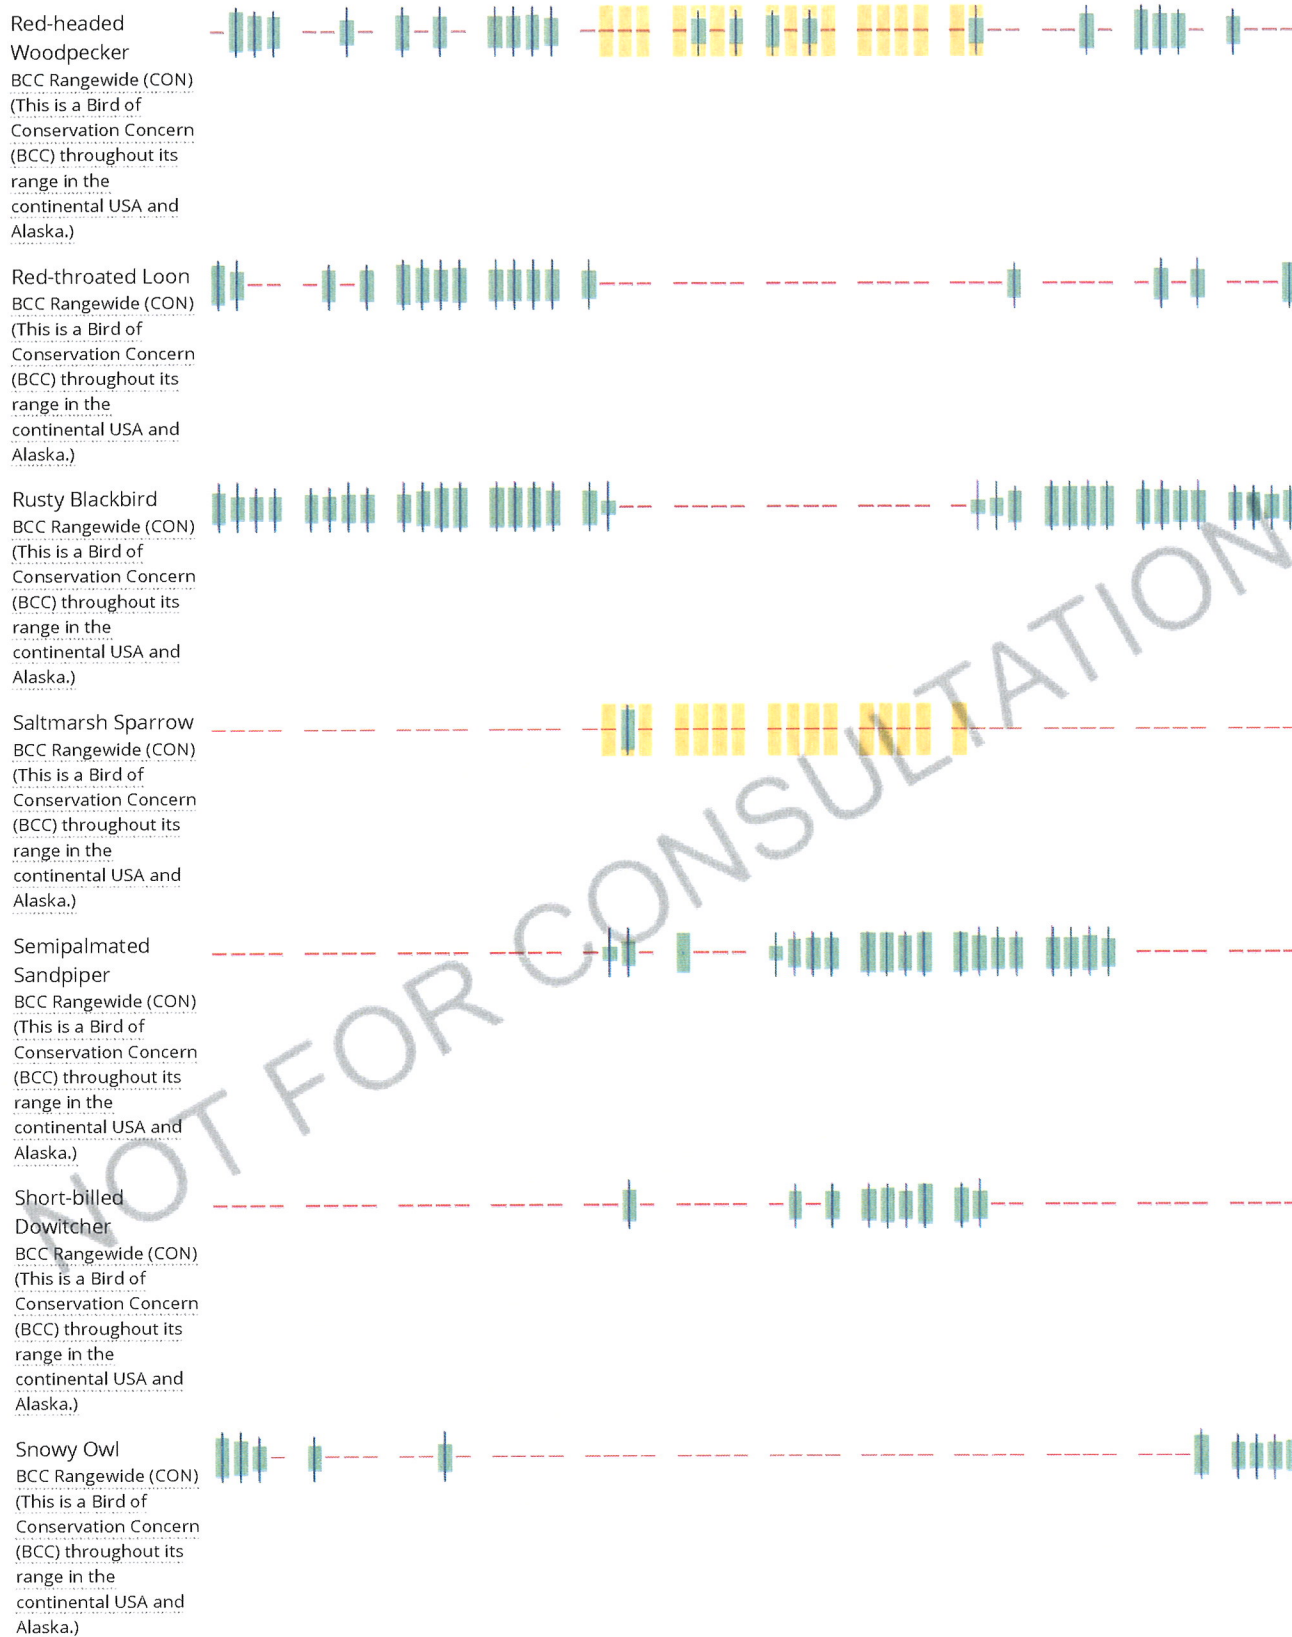 Red-headed
Woodpecker
BCC Rangewide (CON)
(This is a Bird of
Conservation Concern
(BCC) throughout its
range in the
continental USA and
Alaska.)
Red-throated Loon
BCC Rangewide (CON)
(This is a Bird of
Conservation Concern
(BCC) throughout its
range in the
continental USA and
Alaska.)
Rusty Blackbird
BCC Rangewide (CON)
(This is a Bird of
Conservation Concern
(BCC) throughout its
range in the
continental USA and
Alaska.)
Saltmarsh Sparrow
BCC Rangewide (CON)
(This is a Bird of
Conservation Concern
(BCC) throughout its
range in the
continental USA and
Alaska.)
Semipalmated
Sandpiper
BCC Rangewide (CON)
(This is a Bird of
Conservation Concern
(BCC) throughout its
range in the
continental USA and
Alaska.)
Short-billed
Dowitcher
BCC Rangewide (CON)
(This is a Bird of
Conservation Concern
(BCC) throughout its
range in the
continental USA and
Alaska.)
Snowy Owl
BCC Rangewide (CON)
(This is a Bird of
Conservation Concern
(BCC) throughout its
range in the
continental USA and
Alaska.)
NOT FOR CONSULTATION